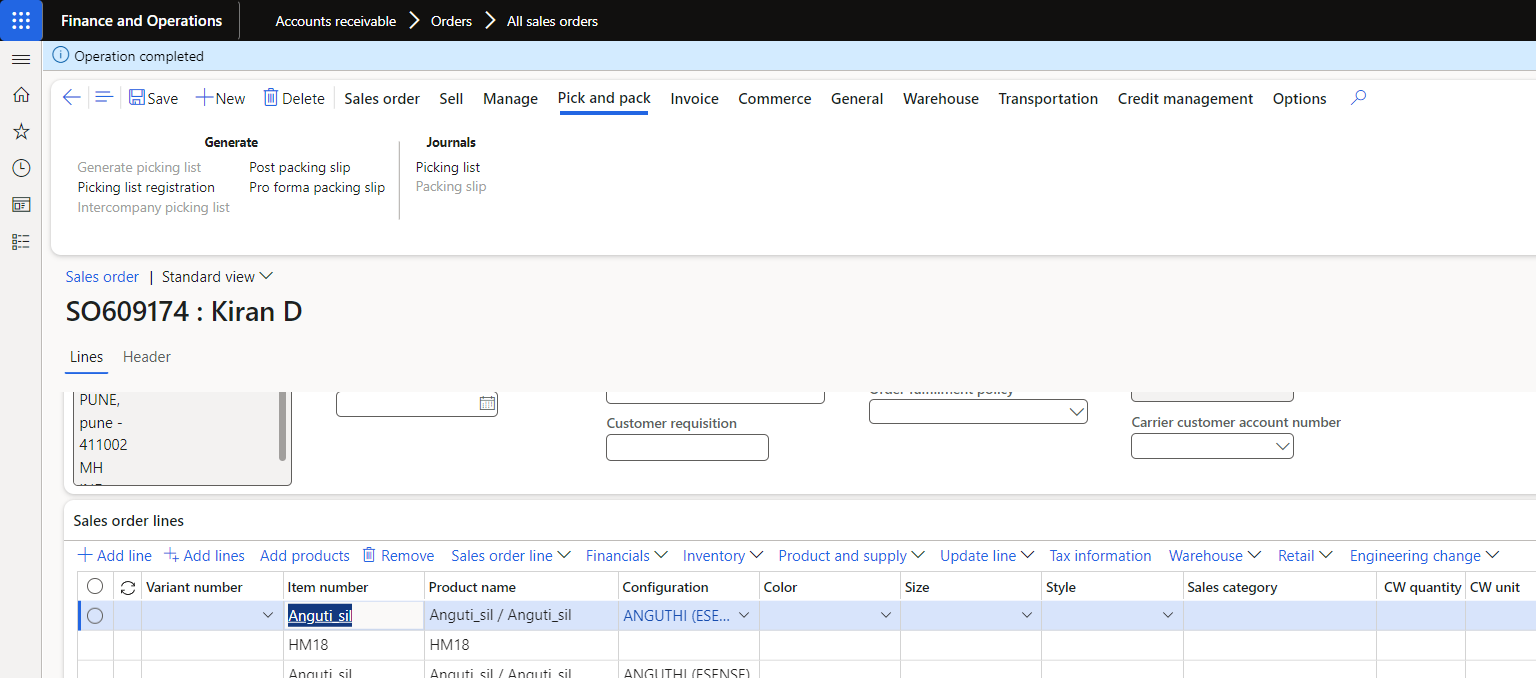 Finance and Operations
Accounts receivable
Orders
All sales orders
Operation completed
Save
New
Delete
Sales order
Sell
Manage
Pick and pack
Invoice
Commerce
General
Warehouse
Transportation
Credit management
Options
Generate
Generate picking list
Picking list registration
Intercompany picking list
Post packing slip
Pro forma packing slip
Journals
Picking list
Packing slip
Sales order | Standard view
SO609174 : Kiran D
Lines
Header
PUNE,
pune -
411002
MH
Customer requisition
Order fulfillment policy
Carrier customer account number
Sales order lines
Add line
Add lines
Add products
Remove
Sales order line
Financials
Inventory
Product and supply
Update line
Tax information
Warehouse
Retail
Engineering change
Variant number
Item number
Product name
Configuration
Color
Size
Style
Sales category
CW quantity
CW unit
Anguti_sil
Anguti_sil / Anguti_sil
ANGUTHI (ESE...
HM18
HM18
Anguti_sil
Anguti_sil / Anguti_sil
ANGUTHI (ESENSE)